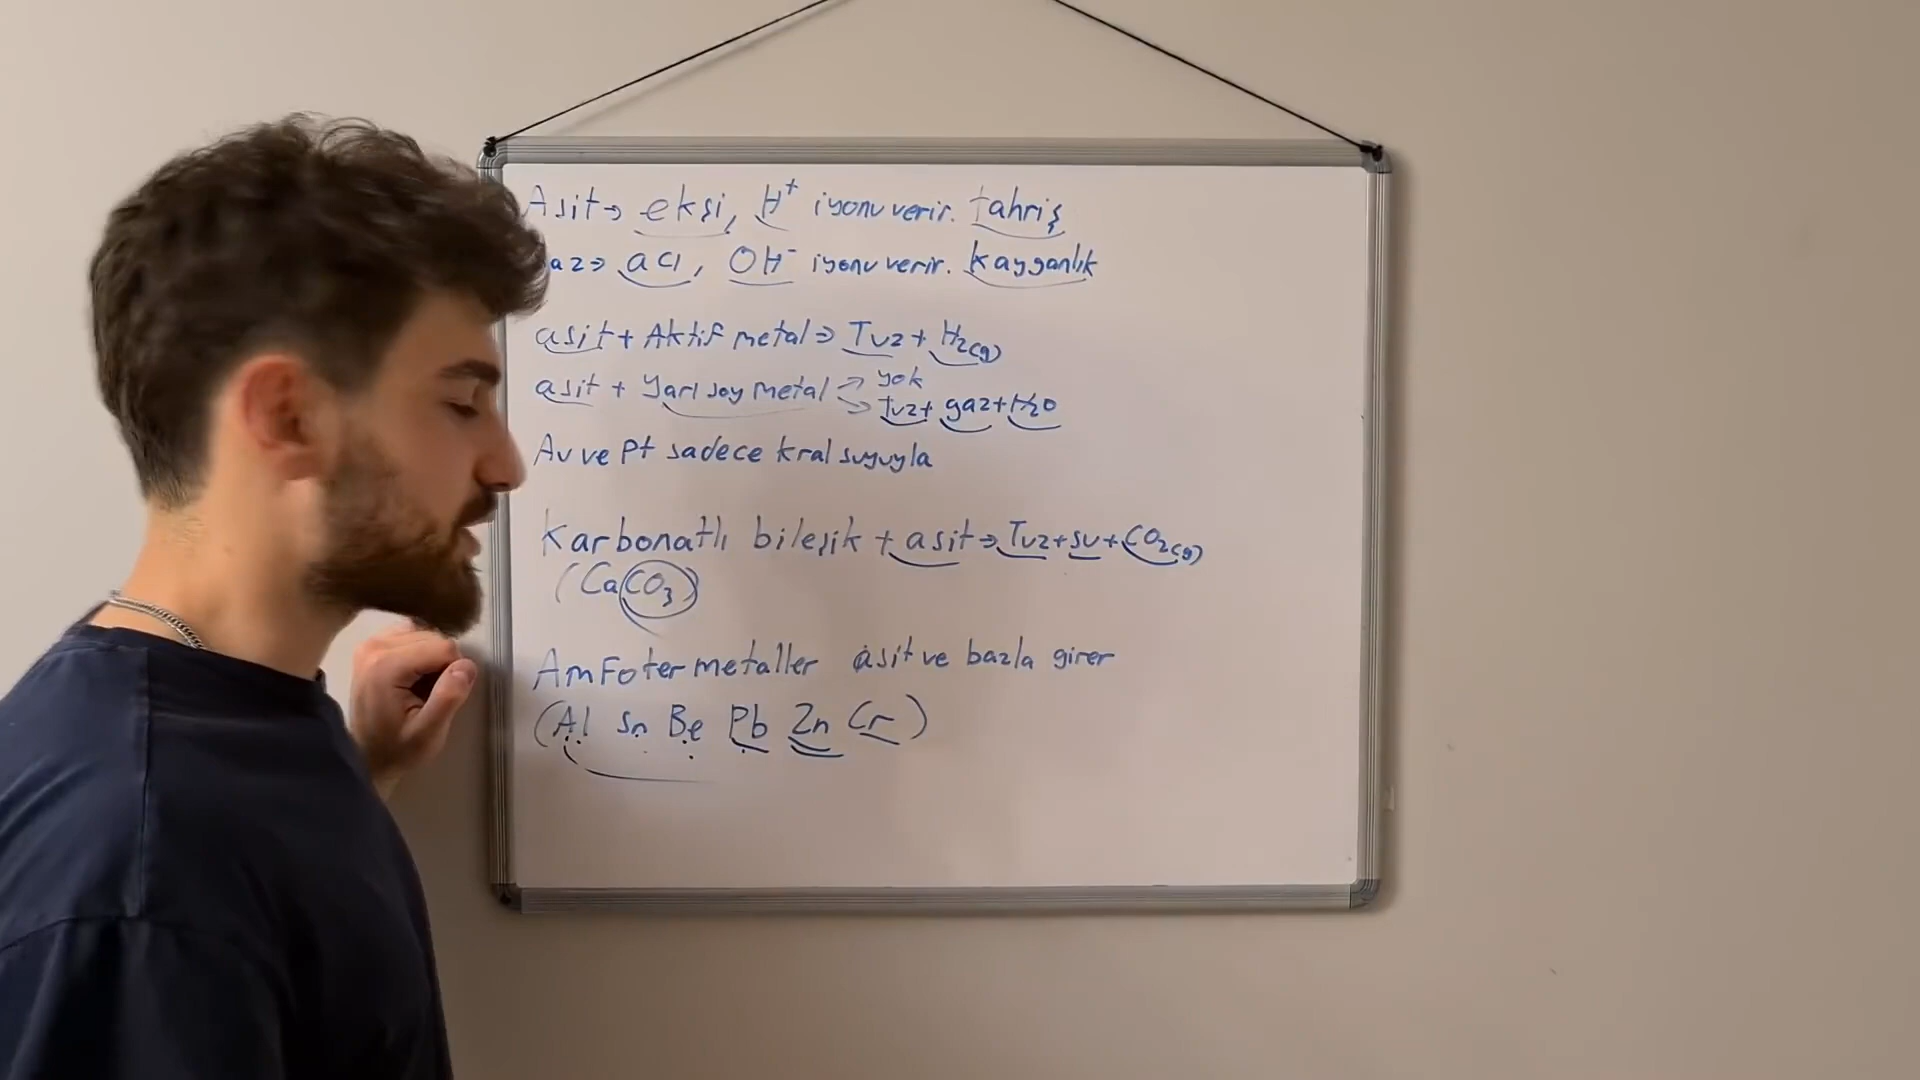 Asit → ekşi, H⁺ iyonu verir. tahriş
az → acı, OH⁻ iyonu verir. kayganlık
asit + Aktif metal → Tuz + H₂(g)
asit + Yarı soy metal → yok
→ tuz + gaz + H₂O
Au ve Pt sadece kral suyuyla
Karbonatlı bileşik + asit → Tuz + su + CO₂(g)
(CaCO₃)
Amfoter metaller asit ve bazla girer
(Al Sn Be Pb Zn Cr)